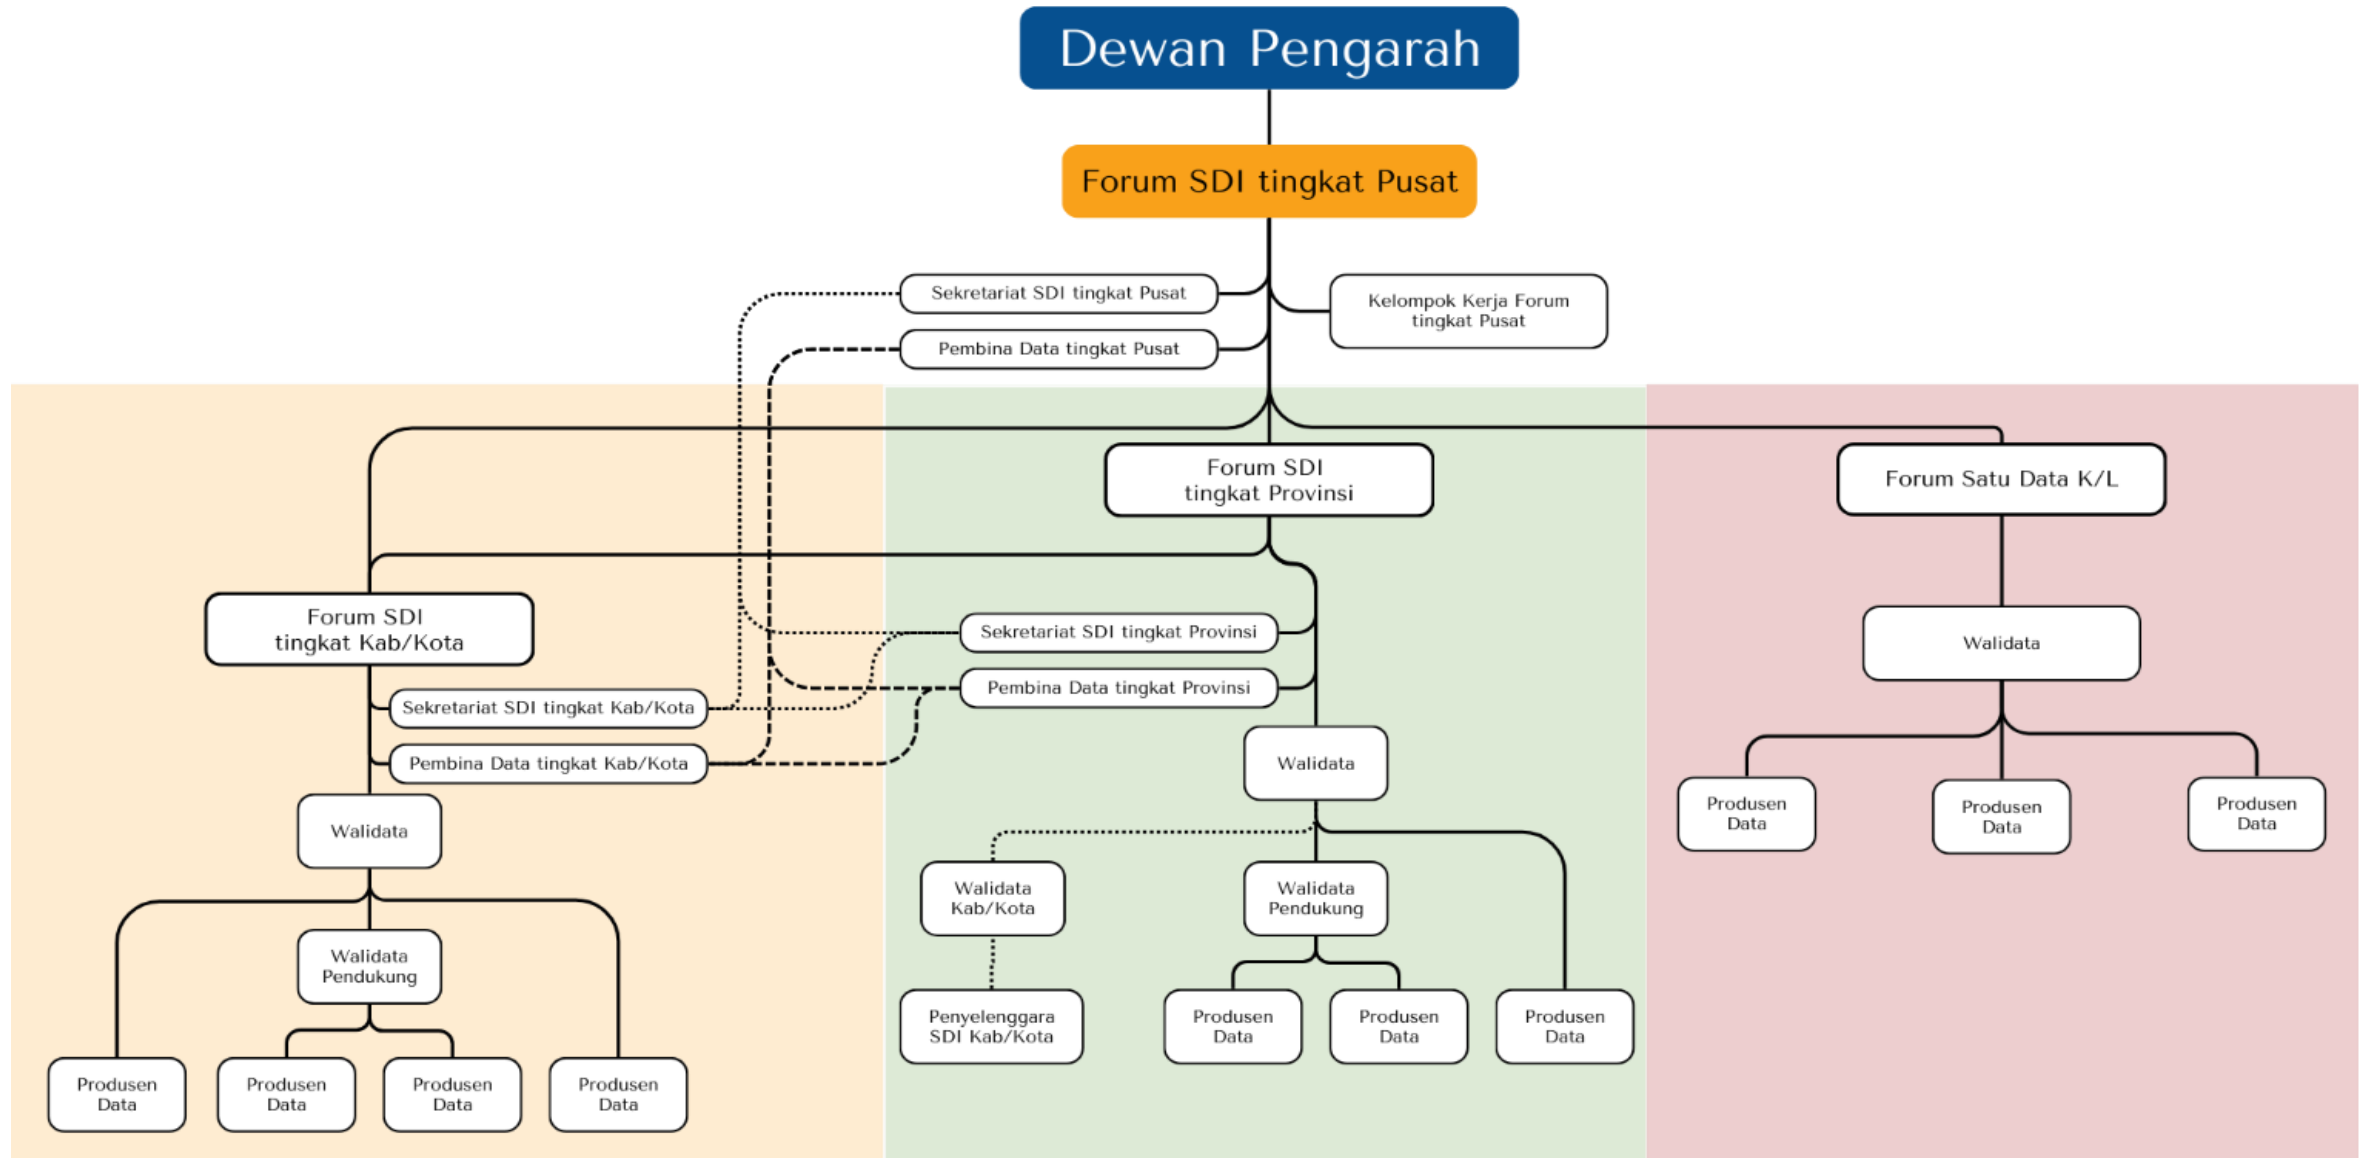 Dewan Pengarah
Forum SDI tingkat Pusat
Sekretariat SDI tingkat Pusat
Kelompok Kerja Forum
tingkat Pusat
Pembina Data tingkat Pusat
Forum SDI
tingkat Provinsi
Forum Satu Data K/L
Forum SDI
tingkat Kab/Kota
Sekretariat SDI tingkat Provinsi
Walidata
Pembina Data tingkat Provinsi
Sekretariat SDI tingkat Kab/Kota
Pembina Data tingkat Kab/Kota
Walidata
Produsen
Data
Produsen
Data
Produsen
Data
Walidata
Walidata
Kab/Kota
Walidata
Pendukung
Walidata
Pendukung
Penyelenggara
SDI Kab/Kota
Produsen
Data
Produsen
Data
Produsen
Data
Produsen
Data
Produsen
Data
Produsen
Data
Produsen
Data